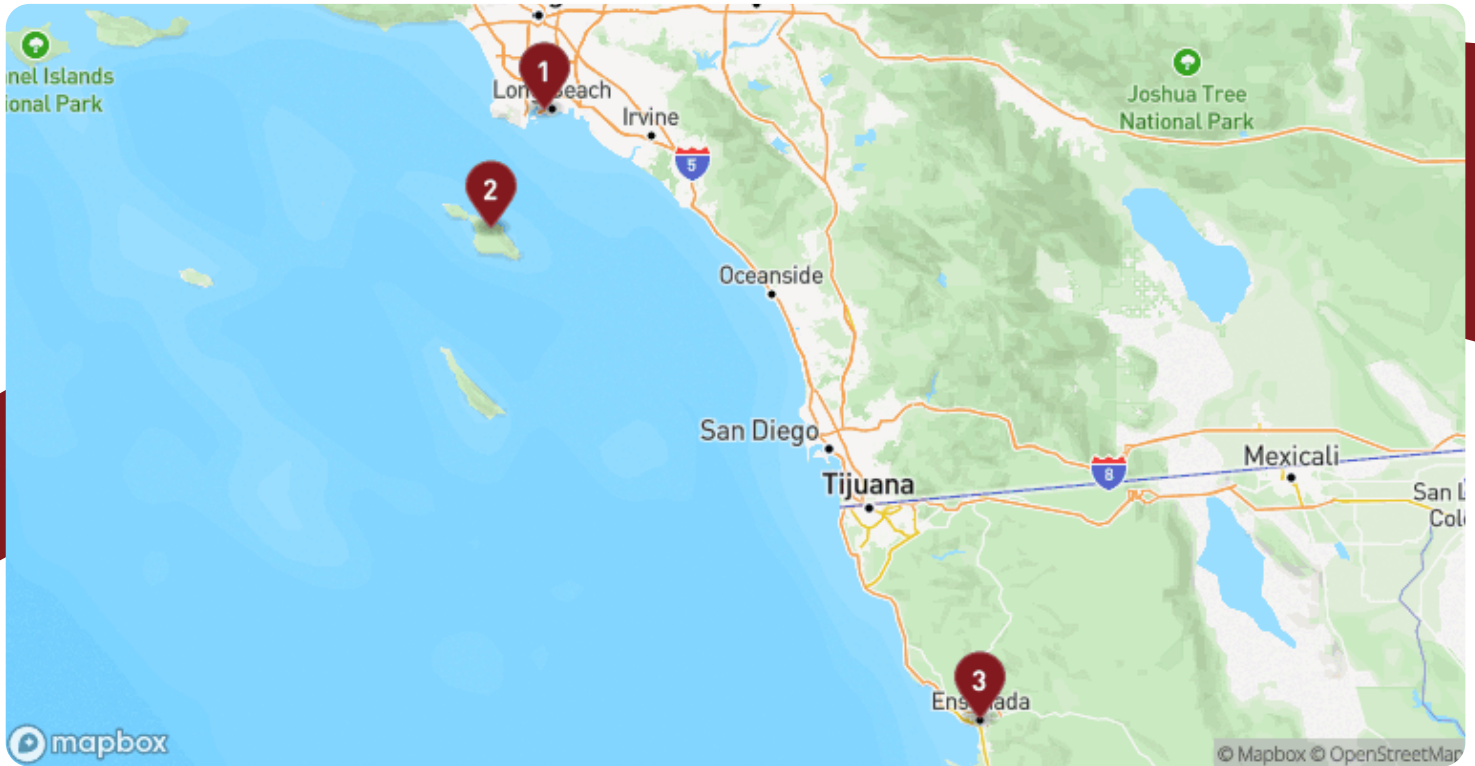 nel Islands
ional Park
1
Long Beach
Irvine
5
Joshua Tree
National Park
2
Oceanside
San Diego
Tijuana
8
Mexicali
San L
Col
3
Ensenada
mapbox
© Mapbox © OpenStreetMap